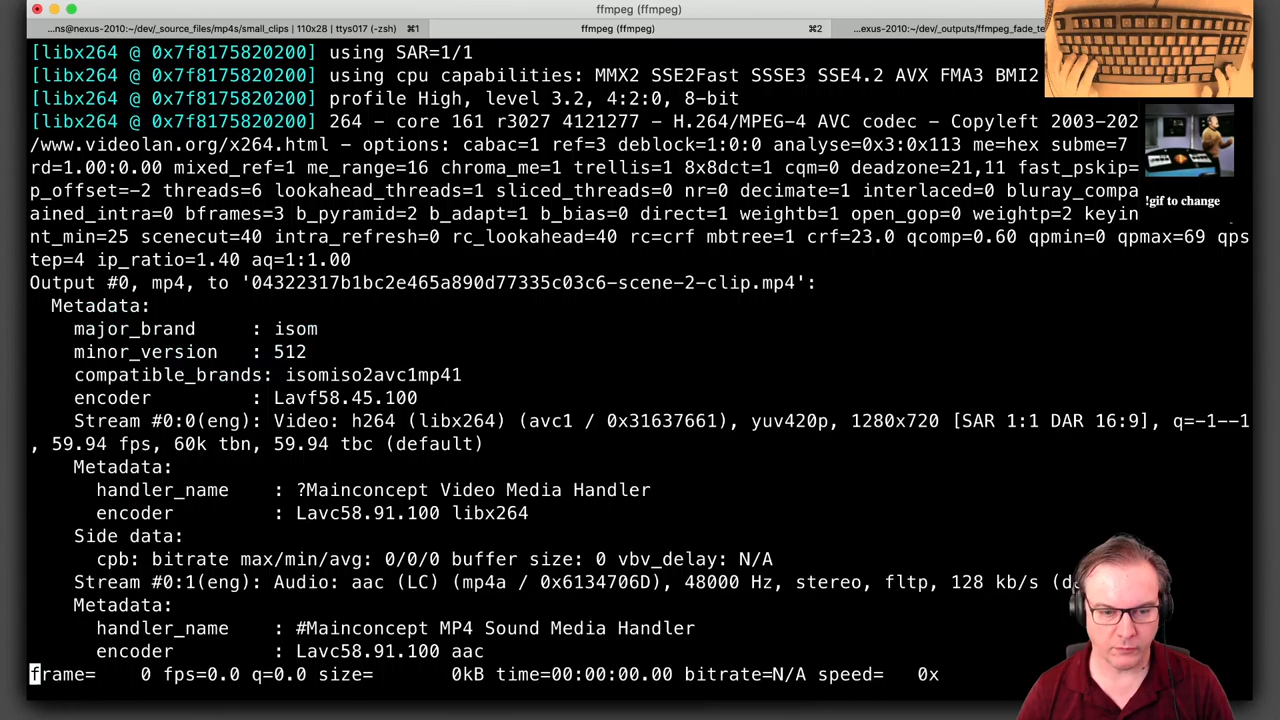 ffmpeg (ffmpeg)
...ns@nexus-2010:~/dev/_source_files/mp4s/small_clips | 110x28 | ttys017 (-zsh) ⌘1
ffmpeg (ffmpeg) ⌘2
...exus-2010:~/dev/_outputs/ffmpeg_fade_te
[libx264 @ 0x7f8175820200] using SAR=1/1
[libx264 @ 0x7f8175820200] using cpu capabilities: MMX2 SSE2Fast SSSE3 SSE4.2 AVX FMA3 BMI2
[libx264 @ 0x7f8175820200] profile High, level 3.2, 4:2:0, 8-bit
[libx264 @ 0x7f8175820200] 264 - core 161 r3027 4121277 - H.264/MPEG-4 AVC codec - Copyleft 2003-202
/www.videolan.org/x264.html - options: cabac=1 ref=3 deblock=1:0:0 analyse=0x3:0x113 me=hex subme=7
rd=1.00:0.00 mixed_ref=1 me_range=16 chroma_me=1 trellis=1 8x8dct=1 cqm=0 deadzone=21,11 fast_pskip=
p_offset=-2 threads=6 lookahead_threads=1 sliced_threads=0 nr=0 decimate=1 interlaced=0 bluray_compa
ained_intra=0 bframes=3 b_pyramid=2 b_adapt=1 b_bias=0 direct=1 weightb=1 open_gop=0 weightp=2 keyin
!gif to change
nt_min=25 scenecut=40 intra_refresh=0 rc_lookahead=40 rc=crf mbtree=1 crf=23.0 qcomp=0.60 qpmin=0 qpmax=69 qps
tep=4 ip_ratio=1.40 aq=1:1.00
Output #0, mp4, to '04322317b1bc2e465a890d77335c03c6-scene-2-clip.mp4':
Metadata:
major_brand : isom
minor_version : 512
compatible_brands: isomiso2avc1mp41
encoder : Lavf58.45.100
Stream #0:0(eng): Video: h264 (libx264) (avc1 / 0x31637661), yuv420p, 1280x720 [SAR 1:1 DAR 16:9], q=-1--1
, 59.94 fps, 60k tbn, 59.94 tbc (default)
Metadata:
handler_name : ?Mainconcept Video Media Handler
encoder : Lavc58.91.100 libx264
Side data:
cpb: bitrate max/min/avg: 0/0/0 buffer size: 0 vbv_delay: N/A
Stream #0:1(eng): Audio: aac (LC) (mp4a / 0x6134706D), 48000 Hz, stereo, fltp, 128 kb/s (d
Metadata:
handler_name : #Mainconcept MP4 Sound Media Handler
encoder : Lavc58.91.100 aac
frame= 0 fps=0.0 q=0.0 size= 0kB time=00:00:00.00 bitrate=N/A speed= 0x